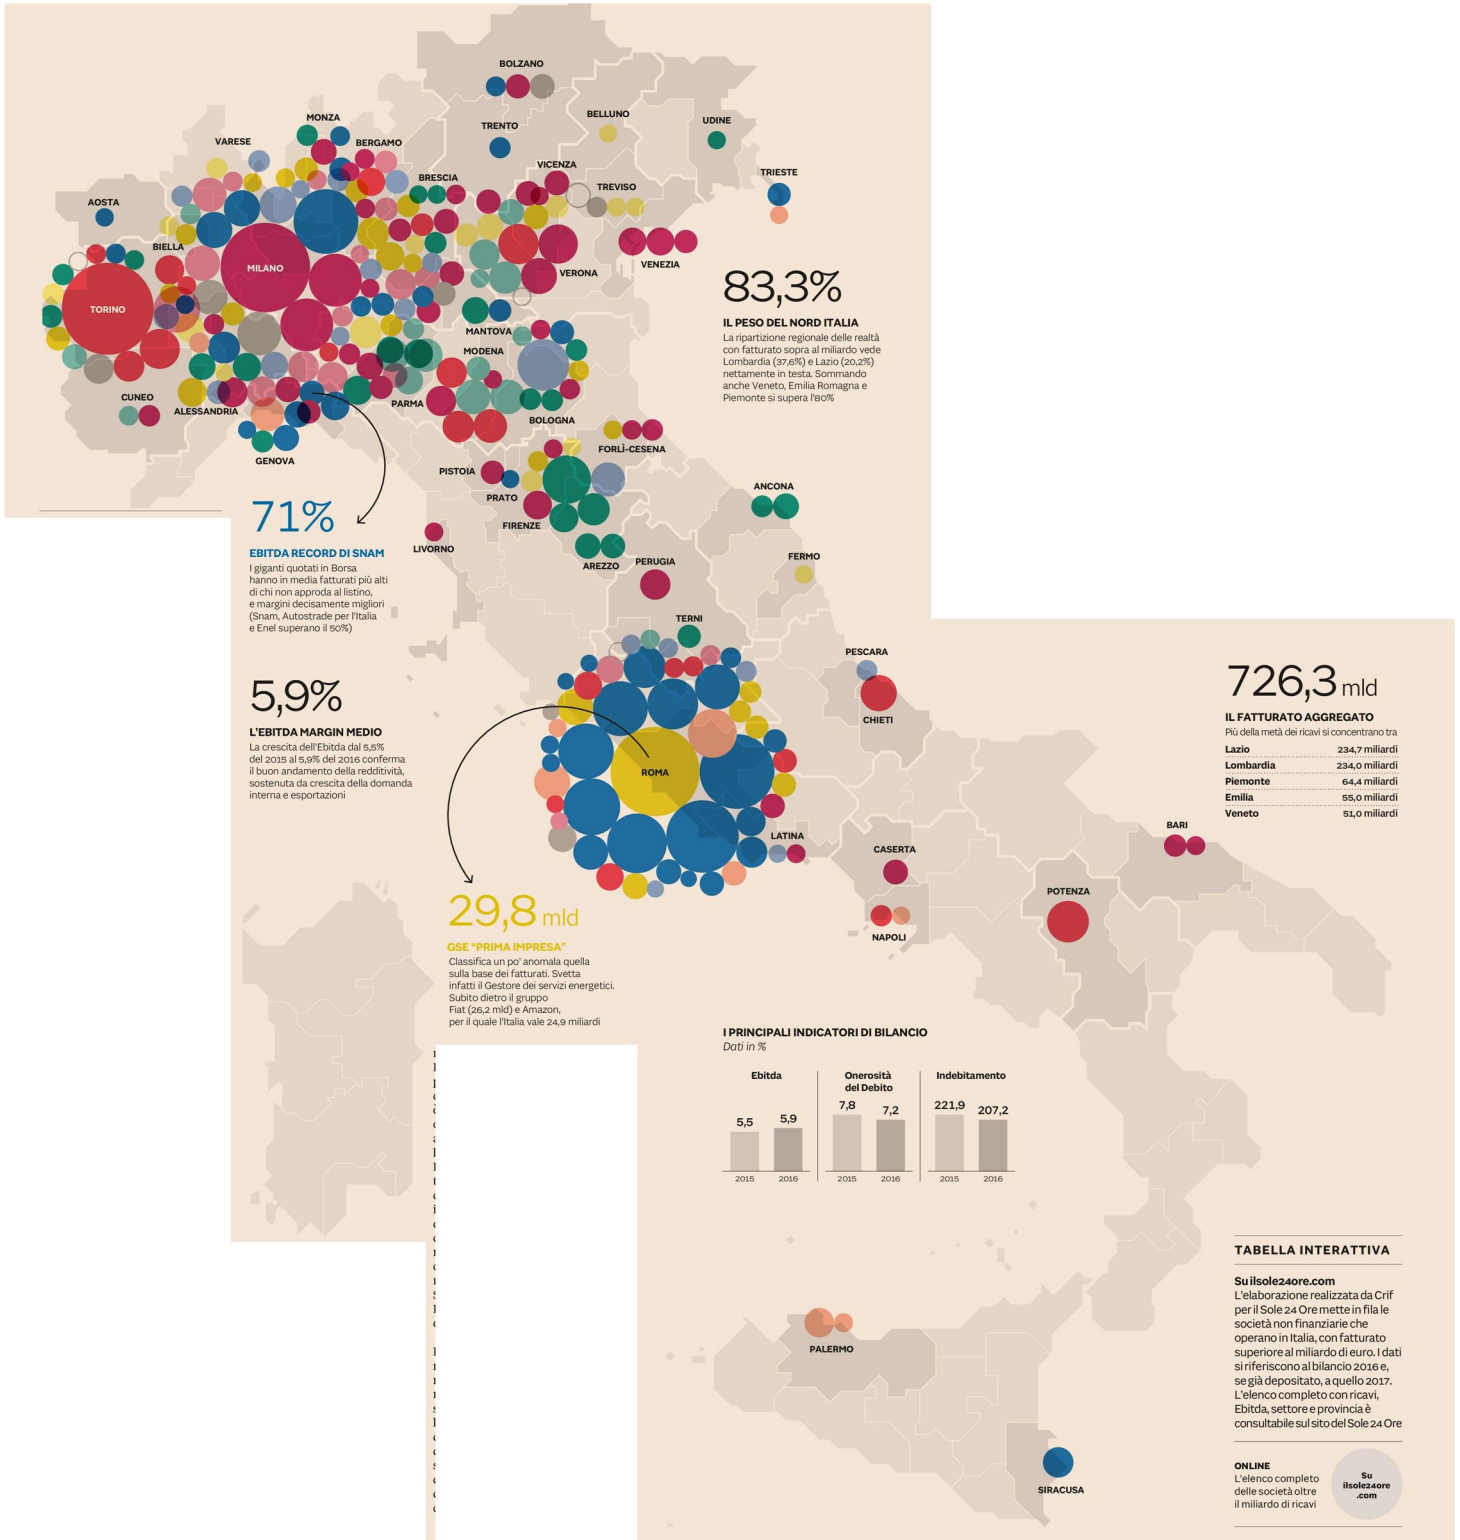 BOLZANO
MONZA
TRENTO
BELLUNO
UDINE
VARESE
BERGAMO
VICENZA
TRIESTE
BRESCIA
TREVISO
AOSTA
BIELLA
MILANO
VENEZIA
VERONA
TORINO
MANTOVA
MODENA
CUNEO
ALESSANDRIA
PARMA
BOLOGNA
GENOVA
FORLÌ-CESENA
PISTOIA
PRATO
FIRENZE
ANCONA
LIVORNO
AREZZO
PERUGIA
FERMO
TERNI
PESCARA
CHIETI
ROMA
LATINA
CASERTA
NAPOLI
BARI
POTENZA
PALERMO
SIRACUSA
83,3%
IL PESO DEL NORD ITALIA
La ripartizione regionale delle realtà
con fatturato sopra al miliardo vede
Lombardia (37,6%) e Lazio (20,2%)
nettamente in testa. Sommando
anche Veneto, Emilia Romagna e
Piemonte si supera l'80%
71%
EBITDA RECORD DI SNAM
I giganti quotati in Borsa
hanno in media fatturati più alti
di chi non approda al listino,
e margini decisamente migliori
(Snam, Autostrade per l'Italia
e Enel superano il 50%)
5,9%
L'EBITDA MARGIN MEDIO
La crescita dell'Ebitda dal 5,5%
del 2015 al 5,9% del 2016 conferma
il buon andamento della redditività,
sostenuta da crescita della domanda
interna e esportazioni
29,8 mld
GSE "PRIMA IMPRESA"
Classifica un po' anomala quella
sulla base dei fatturati. Svetta
infatti il Gestore dei servizi energetici.
Subito dietro il gruppo
Fiat (26,2 mld) e Amazon,
per il quale l'Italia vale 24,9 miliardi
726,3 mld
IL FATTURATO AGGREGATO
Più della metà dei ricavi si concentrano tra
Lazio 234,7 miliardi
Lombardia 234,0 miliardi
Piemonte 64,4 miliardi
Emilia 55,0 miliardi
Veneto 51,0 miliardi
I PRINCIPALI INDICATORI DI BILANCIO
Dati in %
Ebitda
5,5 5,9
2015 2016
Onerosità
del Debito
7,8 7,2
2015 2016
Indebitamento
221,9 207,2
2015 2016
TABELLA INTERATTIVA
Su ilsole24ore.com
L'elaborazione realizzata da Crif
per il Sole 24 Ore mette in fila le
società non finanziarie che
operano in Italia, con fatturato
superiore al miliardo di euro. I dati
si riferiscono al bilancio 2016 e,
se già depositato, a quello 2017.
L'elenco completo con ricavi,
Ebitda, settore e provincia è
consultabile sul sito del Sole 24 Ore
ONLINE
L'elenco completo
delle società oltre
il miliardo di ricavi
Su
ilsole24ore
.com